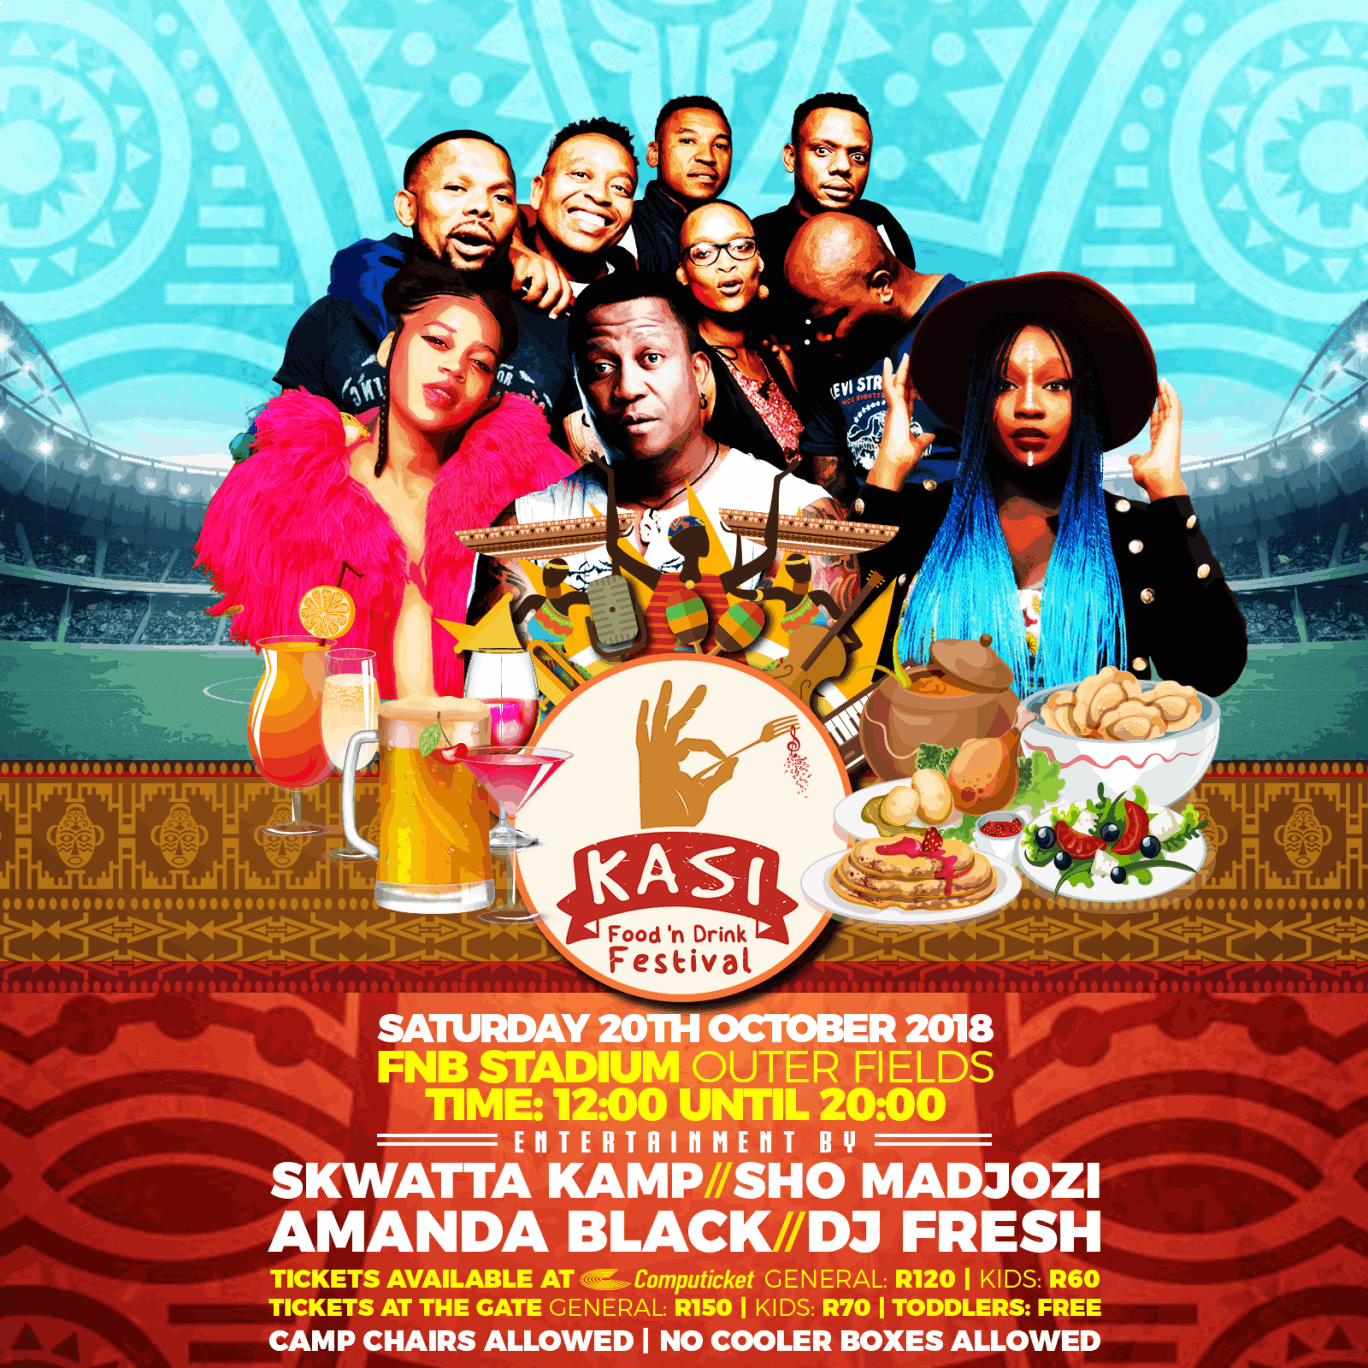 EVI STR
KASI
Food 'n Drink
Festival
SATURDAY 20TH OCTOBER 2018
FNB STADIUM OUTER FIELDS
TIME: 12:00 UNTIL 20:00
ENTERTAINMENT BY
SKWATTA KAMP//SHO MADJOZI
AMANDA BLACK//DJ FRESH
TICKETS AVAILABLE AT Computicket GENERAL: R120 | KIDS: R60
TICKETS AT THE GATE GENERAL: R150 | KIDS: R70 | TODDLERS: FREE
CAMP CHAIRS ALLOWED | NO COOLER BOXES ALLOWED